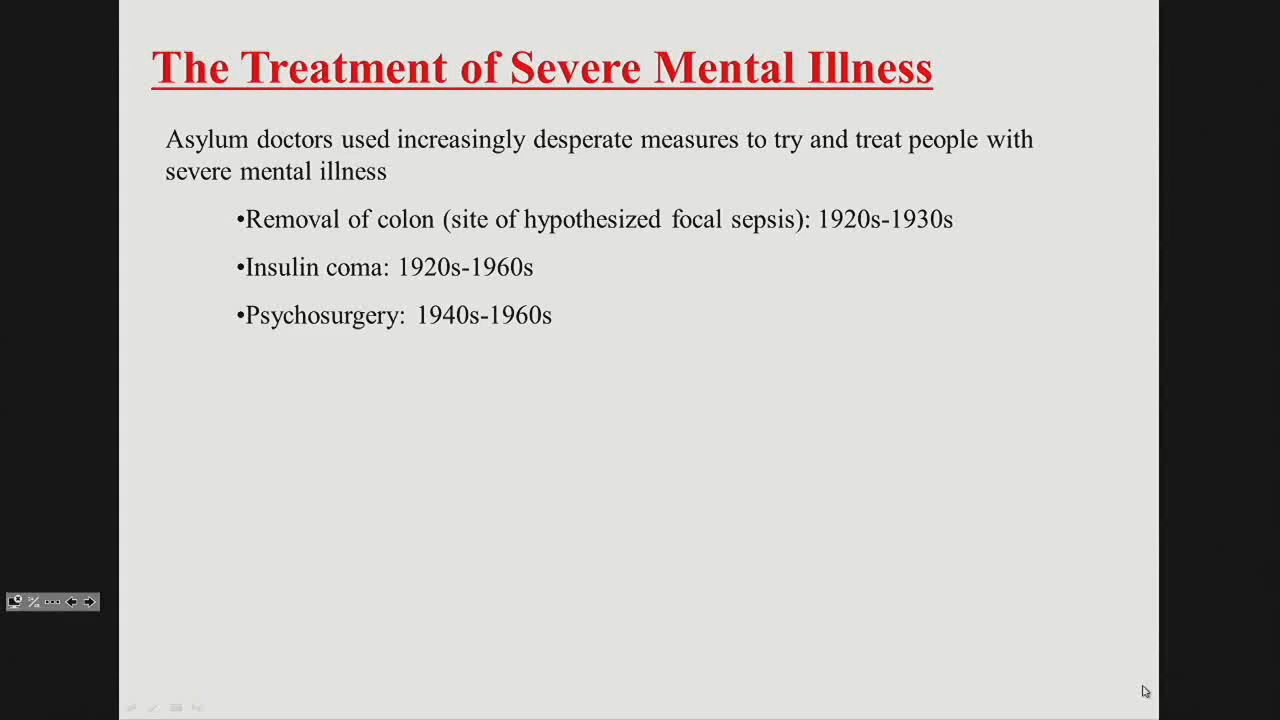 The Treatment of Severe Mental Illness
Asylum doctors used increasingly desperate measures to try and treat people with
severe mental illness
•Removal of colon (site of hypothesized focal sepsis): 1920s-1930s
•Insulin coma: 1920s-1960s
•Psychosurgery: 1940s-1960s